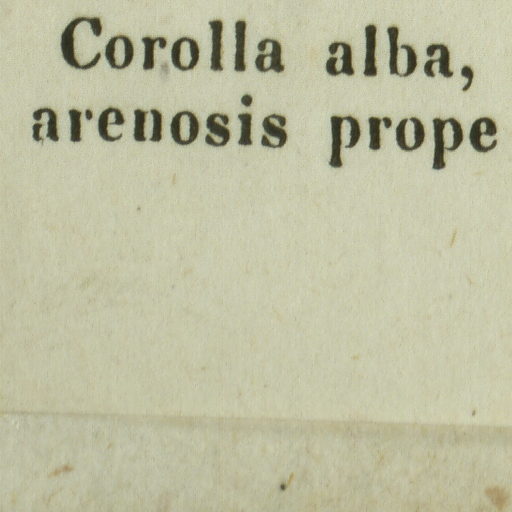 Corolla alba,
arenosis prope